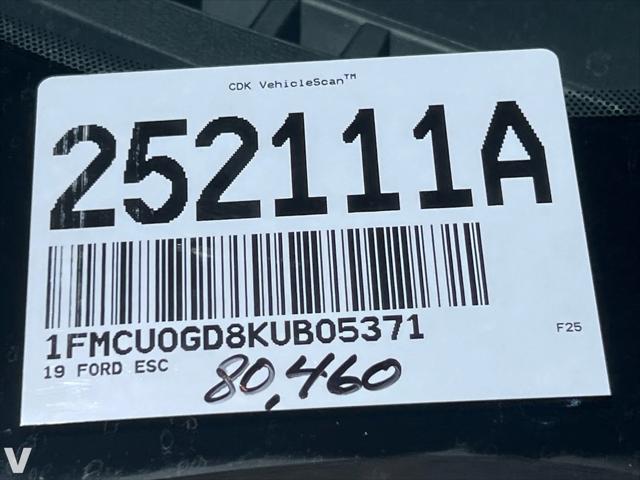 CDK VehicleScan™
252111A
1FMCU0GD8KUB05371
F25
19 FORD ESC
80,460
V